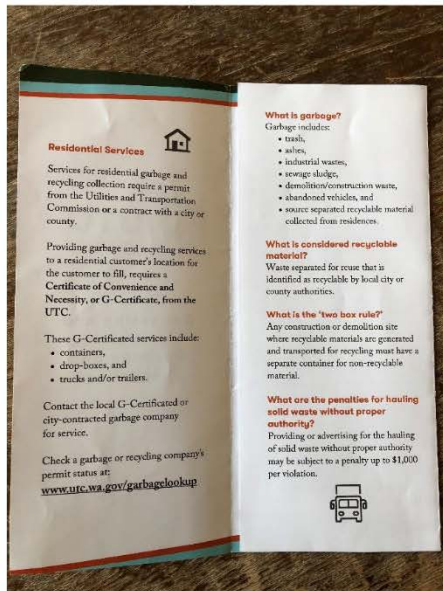 Residential Services
Services for residential garbage and
recycling collection require a permit
from the Utilities and Transportation
Commission or a contract with a city or
county.
Providing garbage and recycling services
to a residential customer's location for
the customer to fill, requires a
Certificate of Convenience and
Necessity, or G-Certificate, from the
UTC.
These G-Certificated services include:
• containers,
• drop-boxes, and
• trucks and/or trailers.
Contact the local G-Certificated or
city-contracted garbage company
for service.
Check a garbage or recycling company's
permit status at:
www.utc.wa.gov/garbagelookup
What is garbage?
Garbage includes:
• trash,
• ashes,
• industrial wastes,
• sewage sludge,
• demolition/construction waste,
• abandoned vehicles, and
• source separated recyclable material
collected from residences.
What is considered recyclable
material?
Waste separated for reuse that is
identified as recyclable by local city or
county authorities.
What is the 'two box rule?'
Any construction or demolition site
where recyclable materials are generated
and transported for recycling must have a
separate container for non-recyclable
material.
What are the penalties for hauling
solid waste without proper
authority?
Providing or advertising for the hauling
of solid waste without proper authority
may be subject to a penalty up to $1,000
per violation.